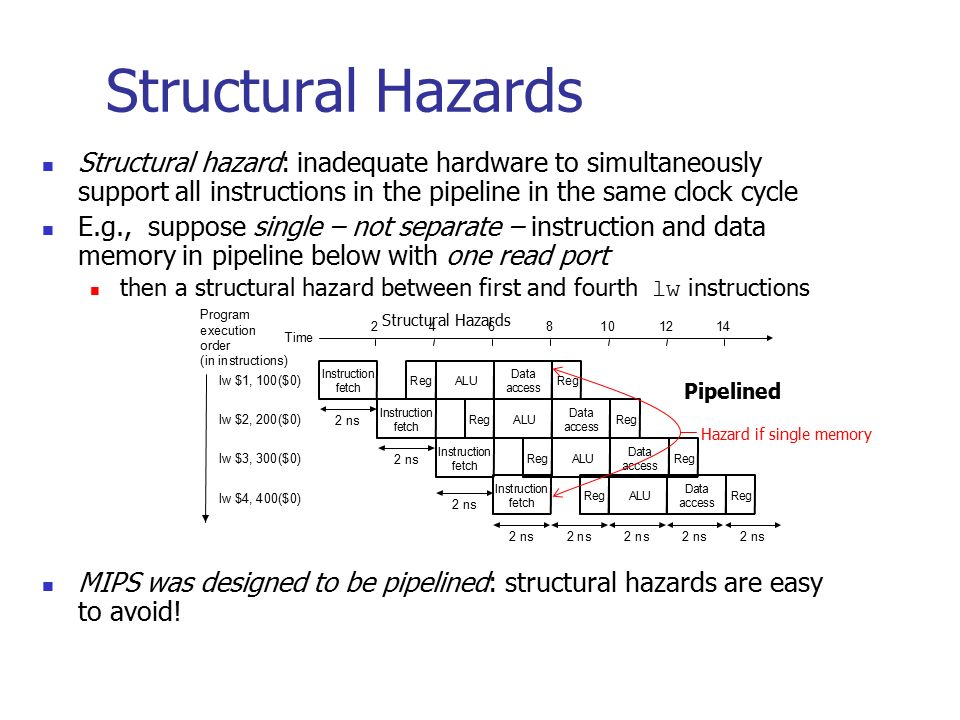 Structural Hazards
Structural hazard: inadequate hardware to simultaneously
support all instructions in the pipeline in the same clock cycle
E.g., suppose single – not separate – instruction and data
memory in pipeline below with one read port
then a structural hazard between first and fourth lw instructions
Program
execution
order
(in instructions)
Time
Structural Hazards
2 4 6 8 10 12 14
lw $1, 100($0)
Instruction
fetch
Reg
ALU
Data
access
Reg
Pipelined
lw $2, 200($0)
2 ns
Instruction
fetch
Reg
ALU
Data
access
Reg
Hazard if single memory
lw $3, 300($0)
2 ns
Instruction
fetch
Reg
ALU
Data
access
Reg
lw $4, 400($0)
2 ns
Instruction
fetch
Reg
ALU
Data
access
Reg
2 ns 2 ns 2 ns 2 ns 2 ns
MIPS was designed to be pipelined: structural hazards are easy
to avoid!